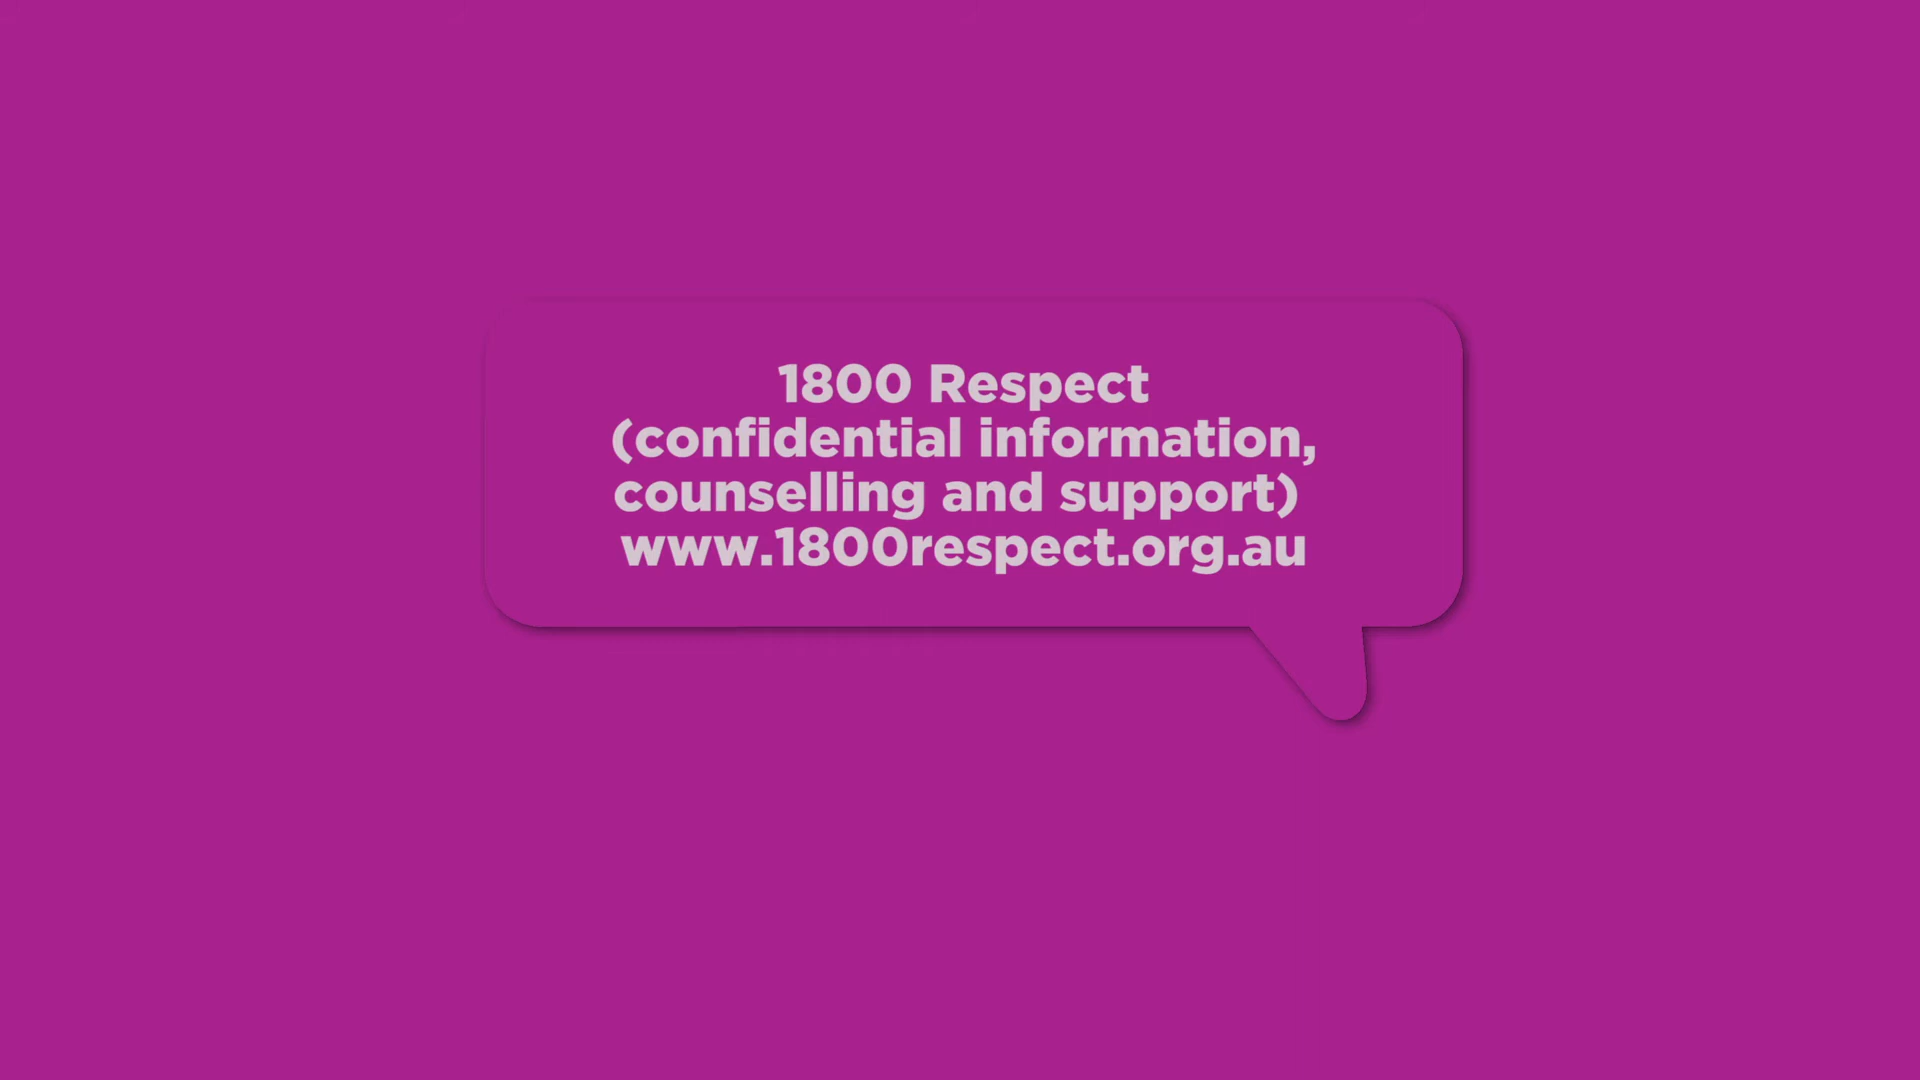 1800 Respect
(confidential information,
counselling and support)
www.1800respect.org.au